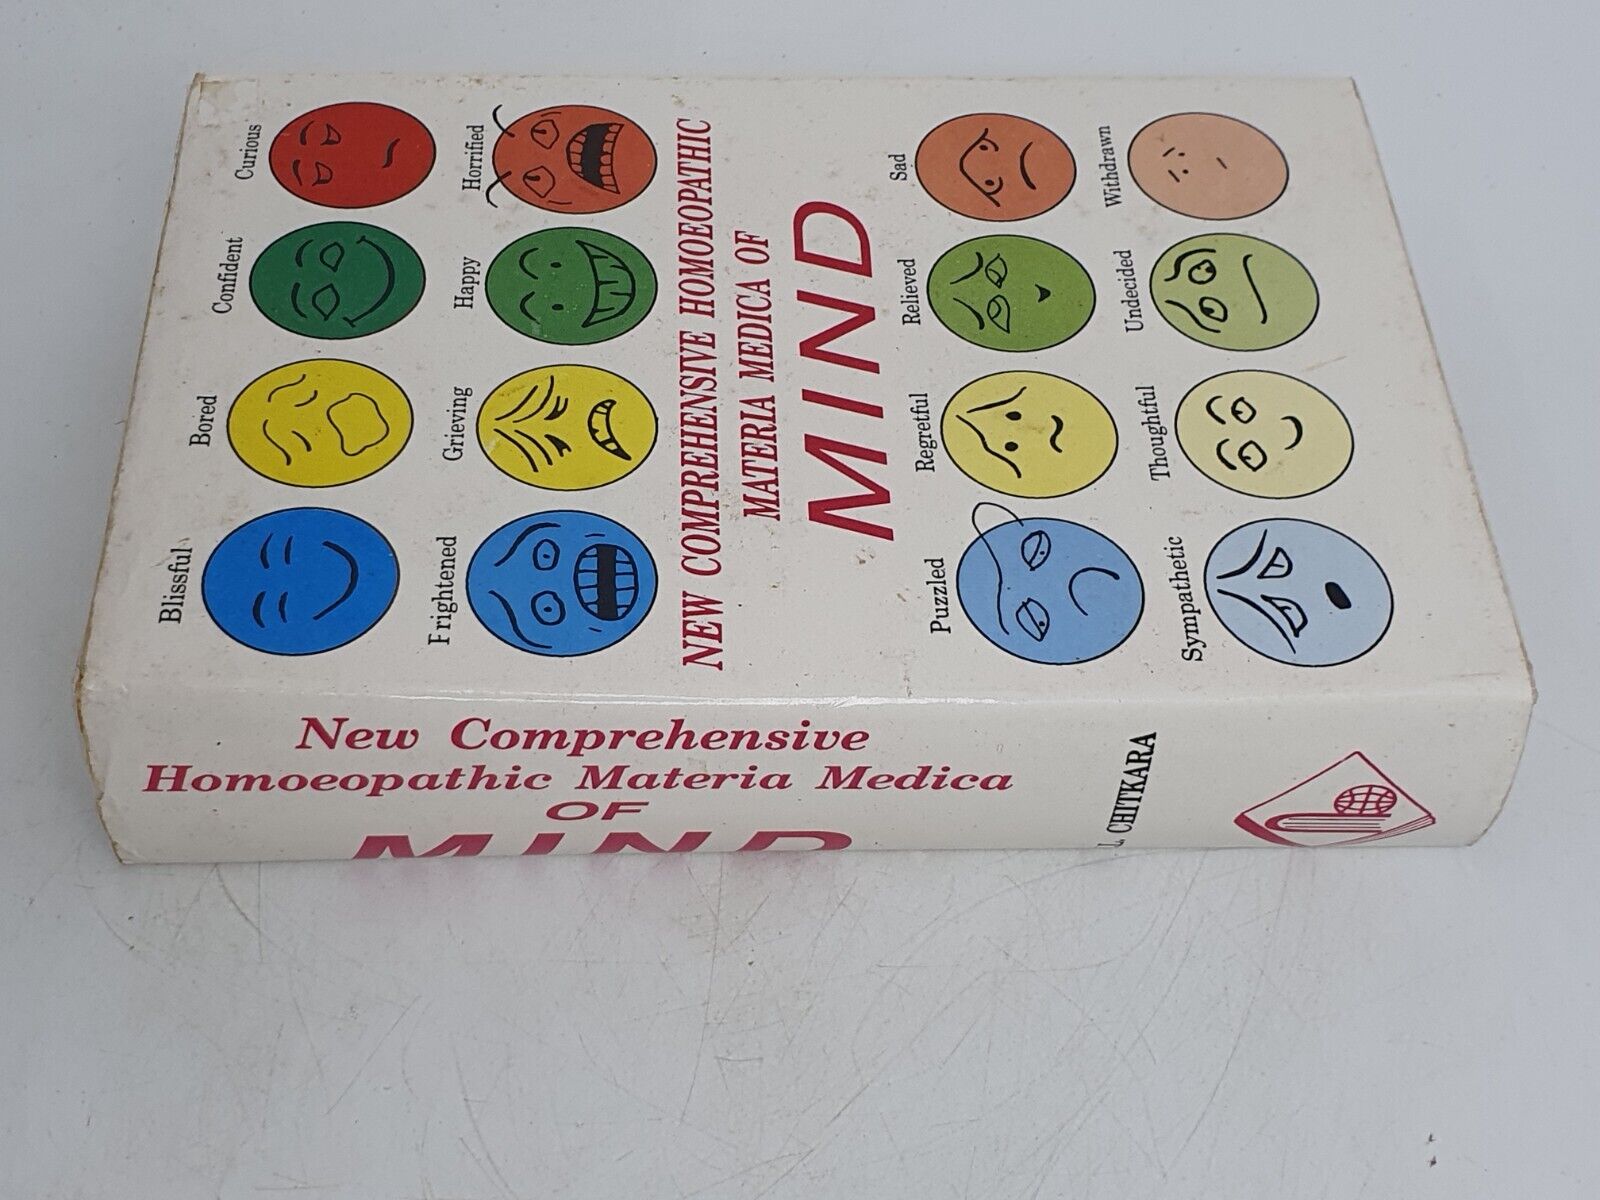 Blissful Bored Confident Curious
Frightened Grieving Happy Horrified
NEW COMPREHENSIVE HOMOEOPATHIC
MATERIA MEDICA OF
MIND
Puzzled Regretful Relieved Sad
Sympathetic Thoughtful Undecided Withdrawn
New Comprehensive
Homoeopathic Materia Medica
OF
MIND
L. CHITKARA